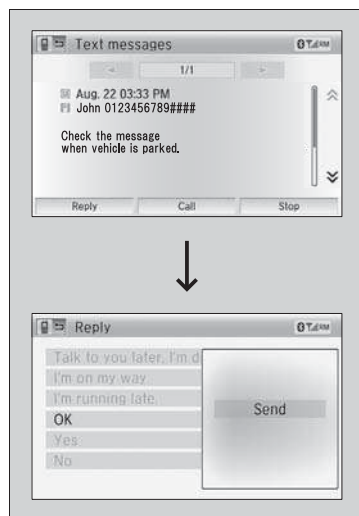 Text messages
1/1
Aug. 22 03:33 PM
John 0123456789####
Check the message
when vehicle is parked.
Reply Call Stop
Reply
Talk to you later, I'm d
I'm on my way
I'm running late.
OK
Send
Yes
No